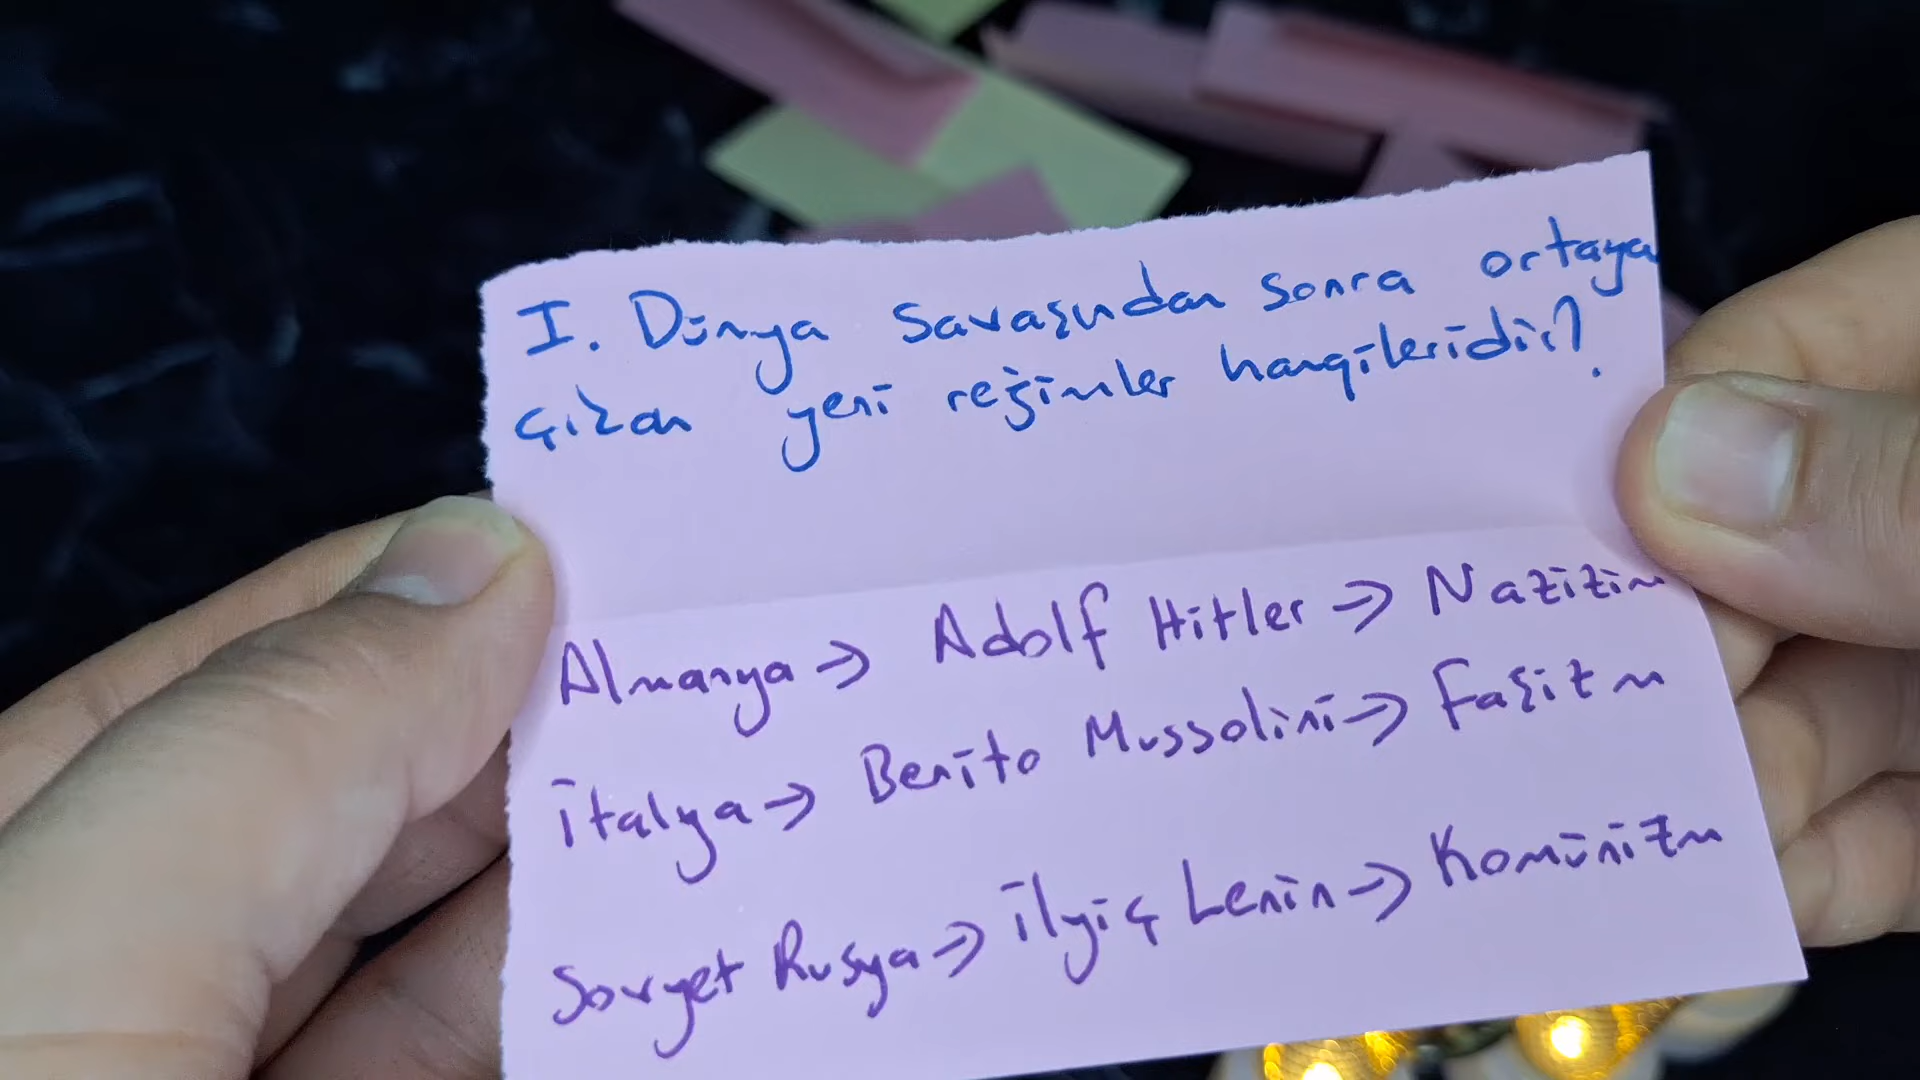 I. Dünya Savaşından sonra ortaya
çıkan yeni rejimler hangileridir?
Almanya → Adolf Hitler → Nazizim
İtalya → Benito Mussolini → Faşizm
Sovyet Rusya → İlyiç Lenin → Komünizm